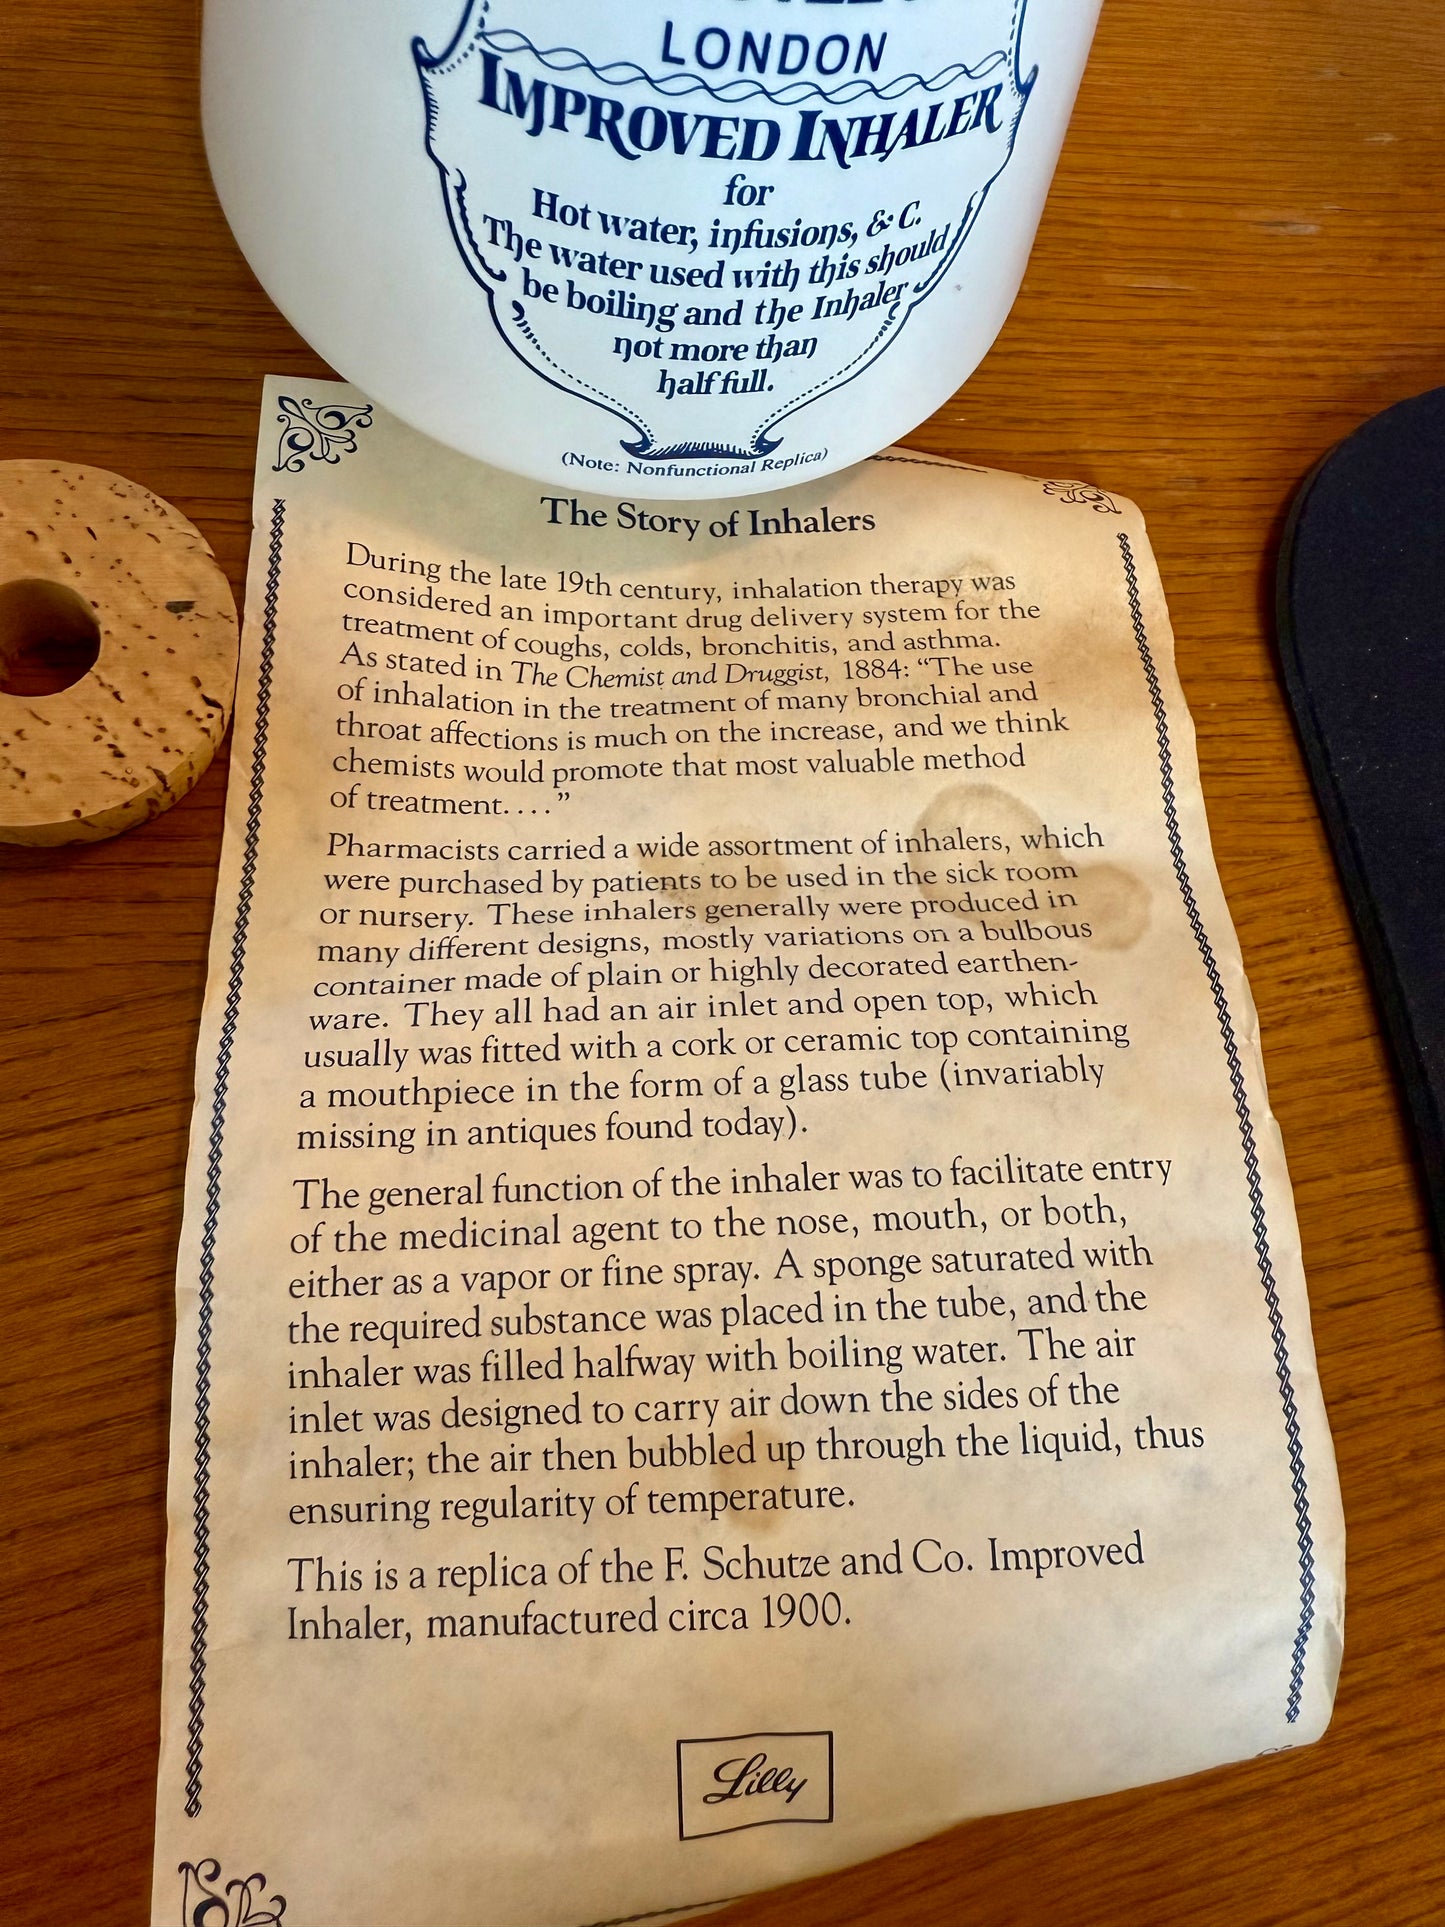 LONDON
IMPROVED INHALER
for
Hot water, infusions, & C.
The water used with this should
be boiling and the Inhaler
not more than
half full.
(Note: Nonfunctional Replica)
The Story of Inhalers
During the late 19th century, inhalation therapy was
considered an important drug delivery system for the
treatment of coughs, colds, bronchitis, and asthma.
As stated in The Chemist and Druggist, 1884: “The use
of inhalation in the treatment of many bronchial and
throat affections is much on the increase, and we think
chemists would promote that most valuable method
of treatment. . . .”
Pharmacists carried a wide assortment of inhalers, which
were purchased by patients to be used in the sick room
or nursery. These inhalers generally were produced in
many different designs, mostly variations on a bulbous
container made of plain or highly decorated earthen-
ware. They all had an air inlet and open top, which
usually was fitted with a cork or ceramic top containing
a mouthpiece in the form of a glass tube (invariably
missing in antiques found today).
The general function of the inhaler was to facilitate entry
of the medicinal agent to the nose, mouth, or both,
either as a vapor or fine spray. A sponge saturated with
the required substance was placed in the tube, and the
inhaler was filled halfway with boiling water. The air
inlet was designed to carry air down the sides of the
inhaler; the air then bubbled up through the liquid, thus
ensuring regularity of temperature.
This is a replica of the F. Schutze and Co. Improved
Inhaler, manufactured circa 1900.
Lilly